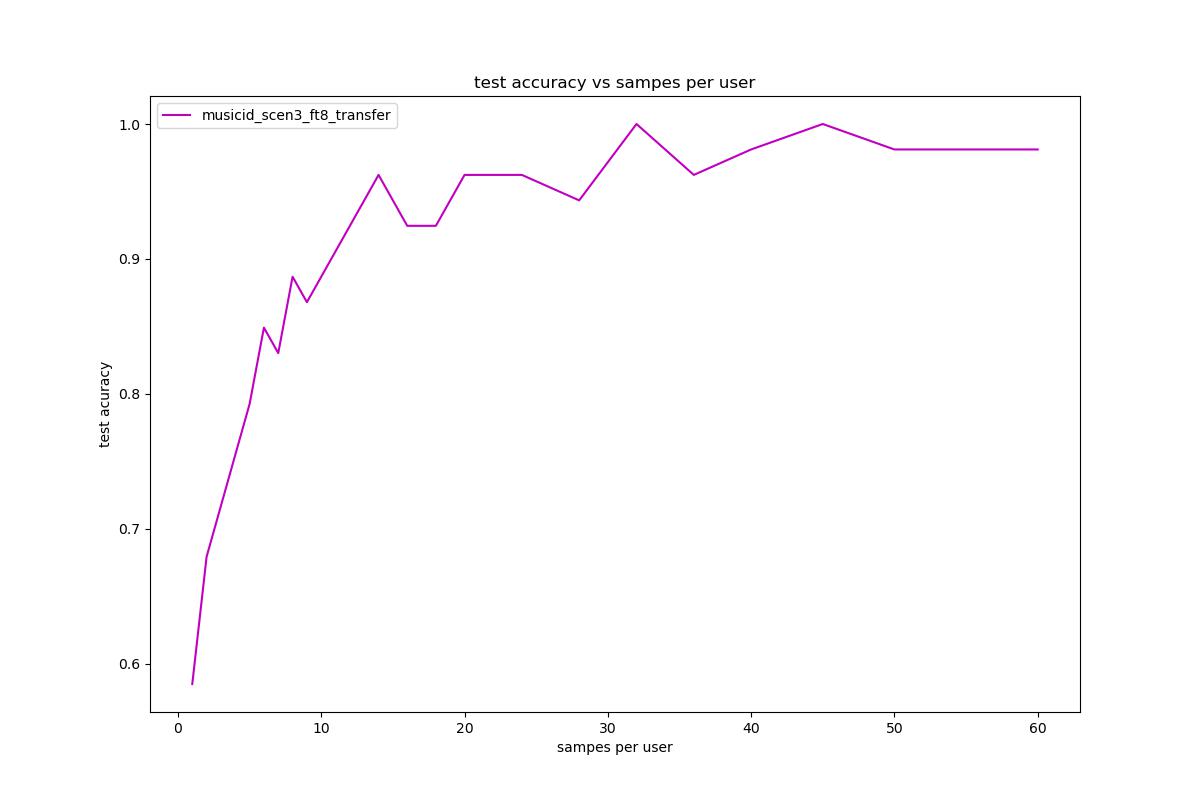 test accuracy vs sampes per user
musicid_scen3_ft8_transfer
1.0
0.9
0.8
0.7
0.6
test acuracy
0 10 20 30 40 50 60
sampes per user